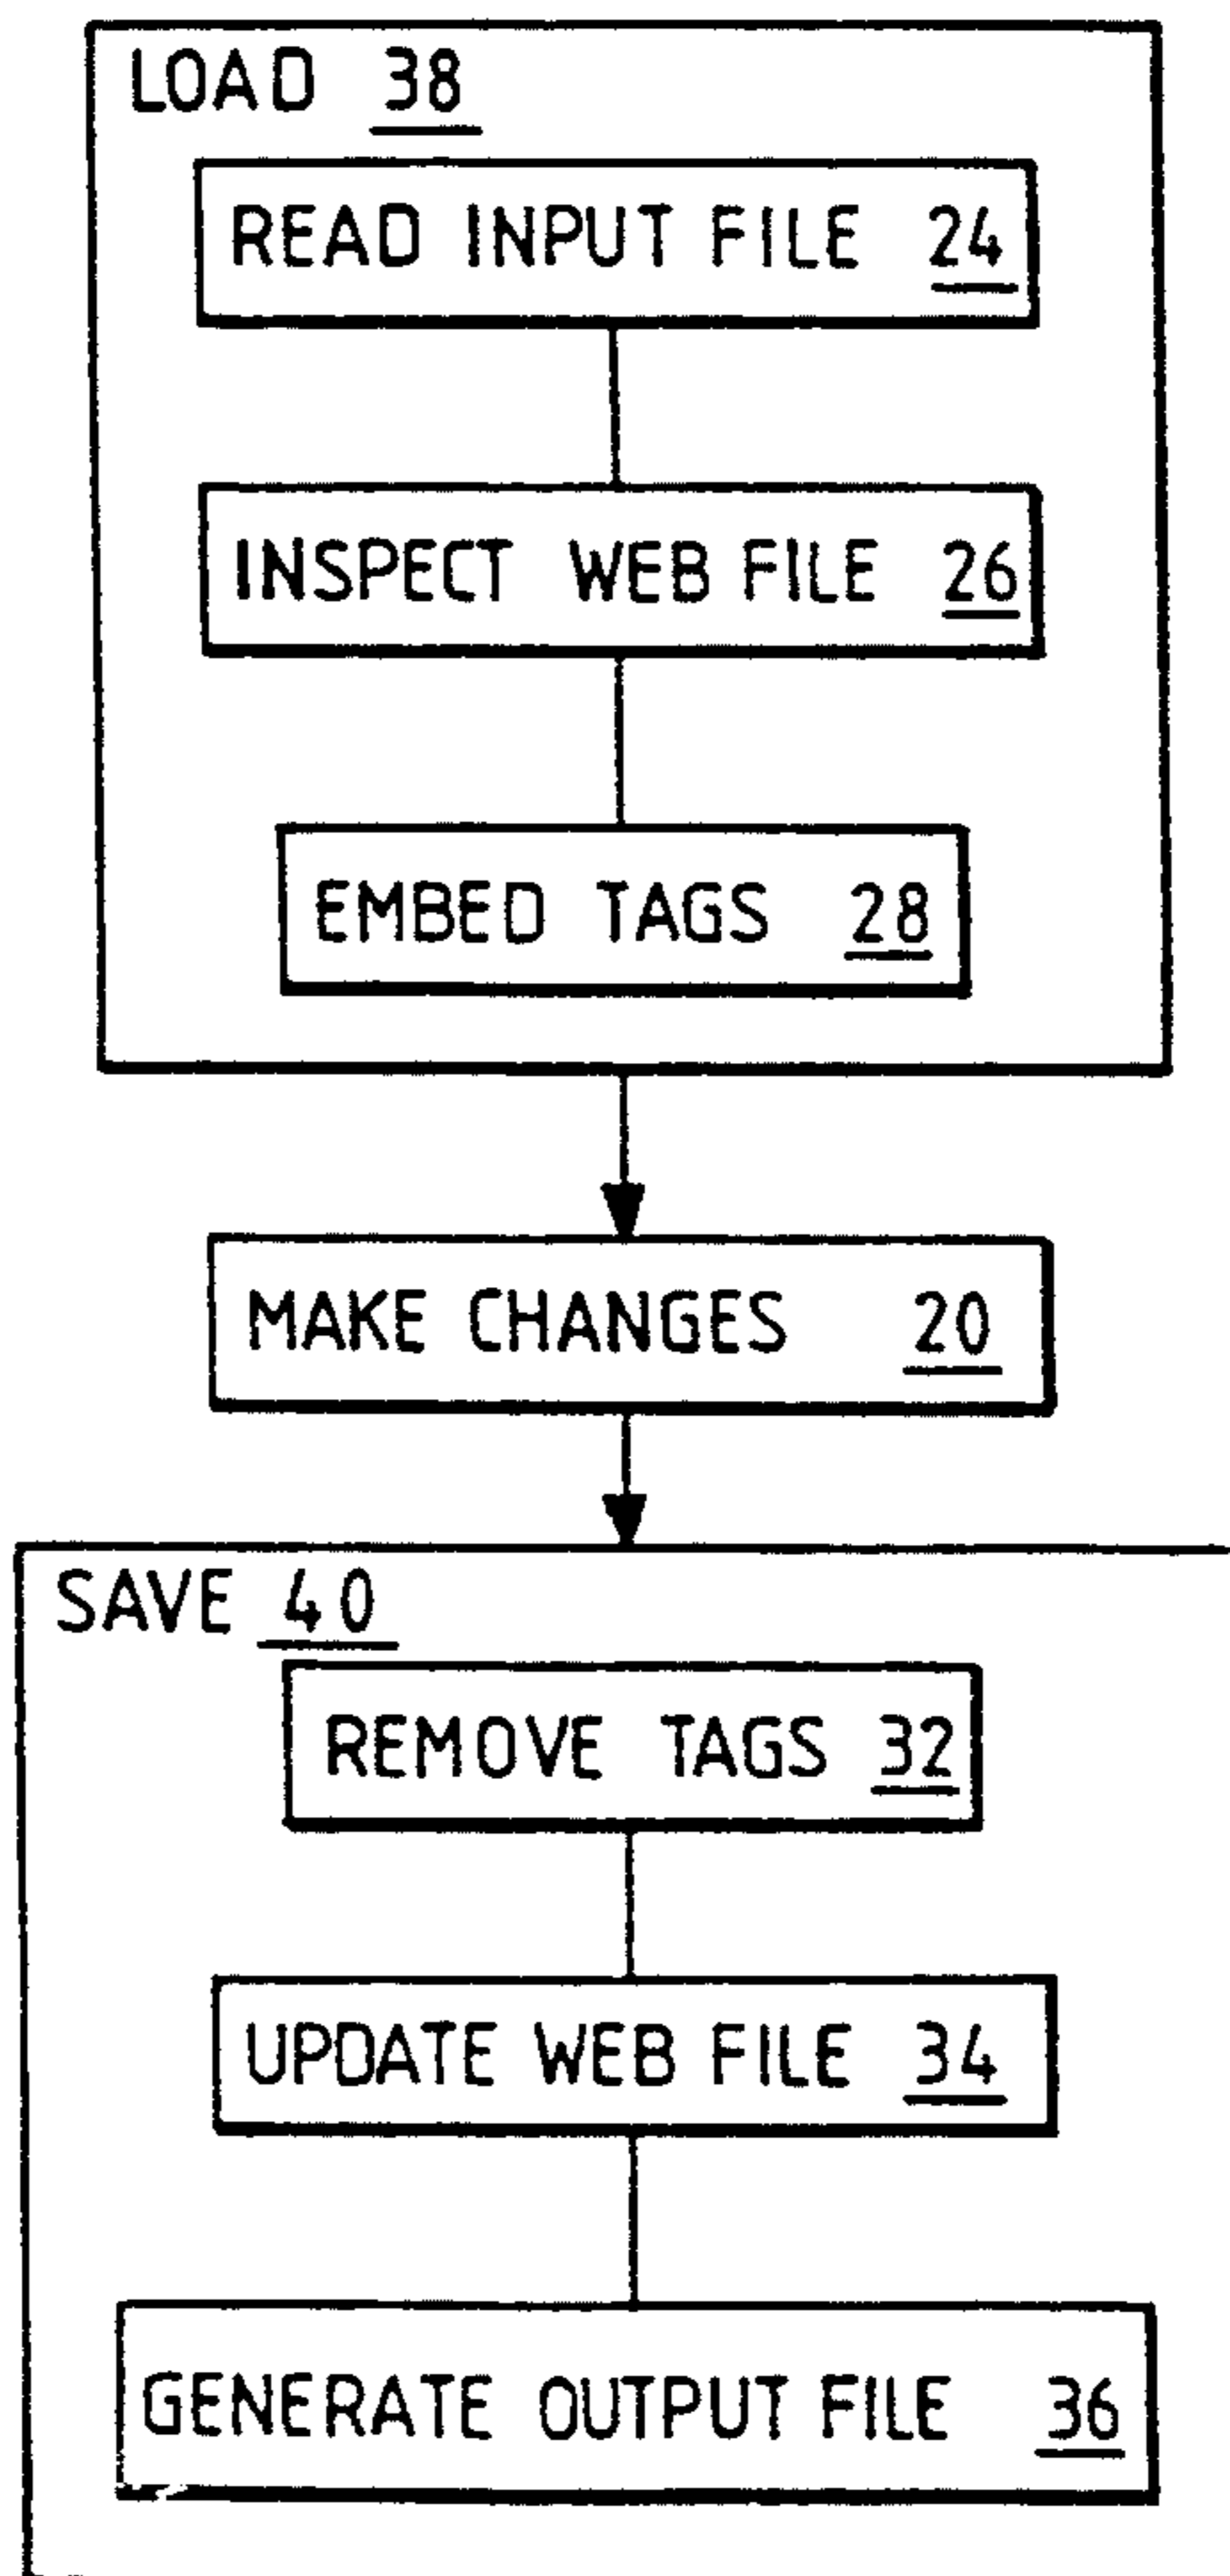 LOAD 38
READ INPUT FILE 24
INSPECT WEB FILE 26
EMBED TAGS 28
MAKE CHANGES 20
SAVE 40
REMOVE TAGS 32
UPDATE WEB FILE 34
GENERATE OUTPUT FILE 36